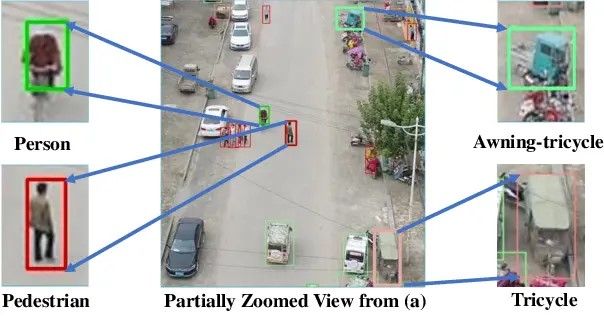 Person
Awning-tricycle
Pedestrian
Partially Zoomed View from (a)
Tricycle